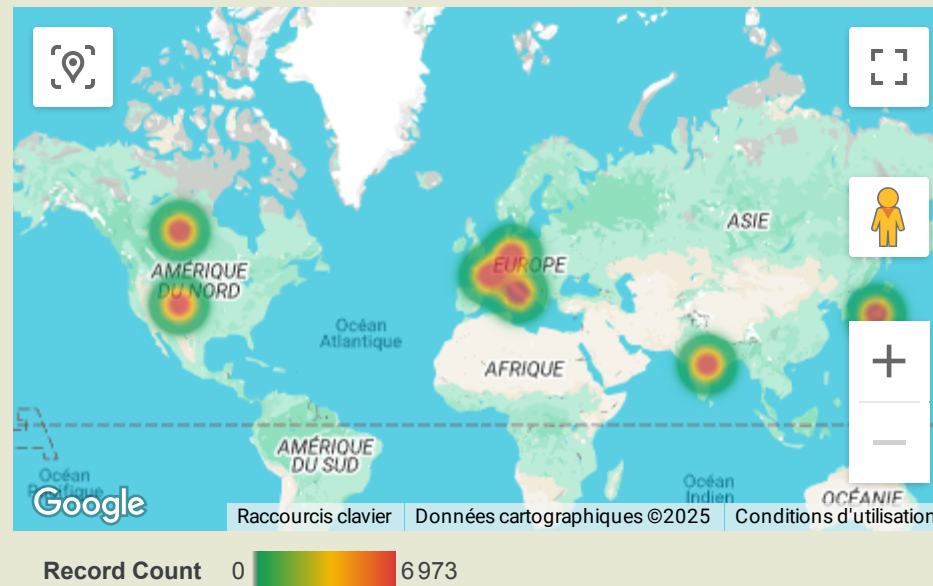 ASIE
EUROPE
AMÉRIQUE
DU NORD
Océan
Atlantique
AFRIQUE
AMÉRIQUE
DU SUD
Océan
Pacifique
Océan
Indien
OCÉANIE
Google
Raccourcis clavier
Données cartographiques ©2025
Conditions d'utilisation
Record Count 0 6 973